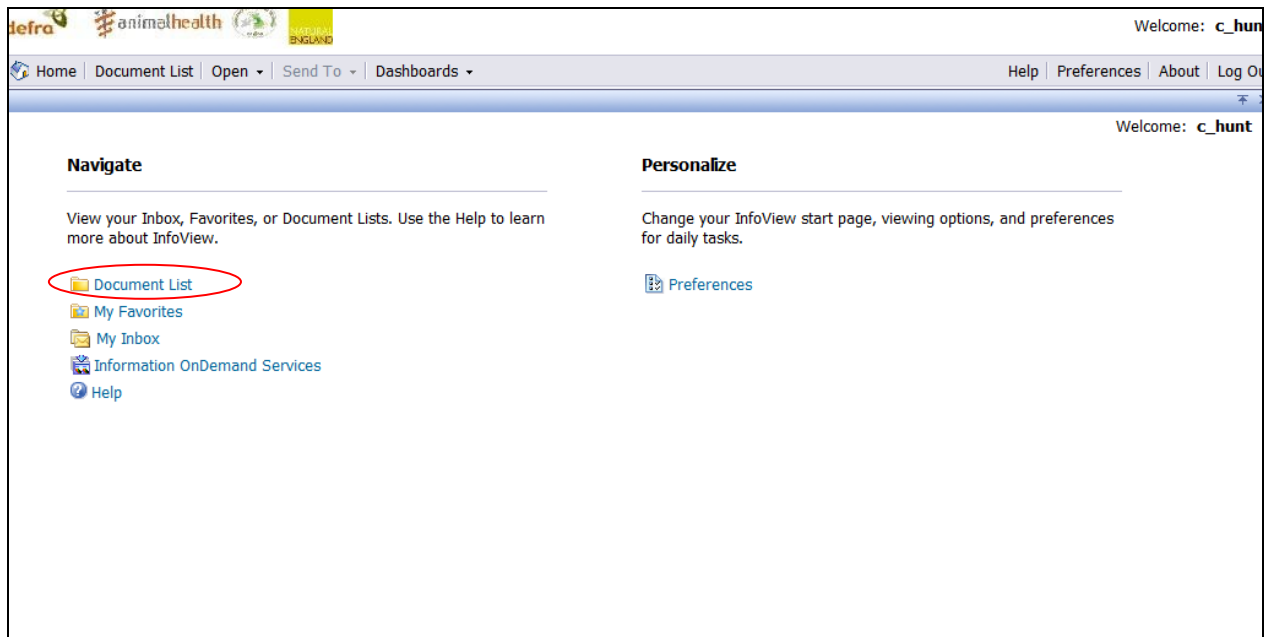 defra animalhealth NATURAL
ENGLAND
Welcome: c_hun
Home Document List Open Send To Dashboards Help Preferences About Log Ou
Welcome: c_hunt
Navigate Personalize
View your Inbox, Favorites, or Document Lists. Use the Help to learn
more about InfoView.
Change your InfoView start page, viewing options, and preferences
for daily tasks.
Document List
My Favorites
My Inbox
Information OnDemand Services
Help
Preferences